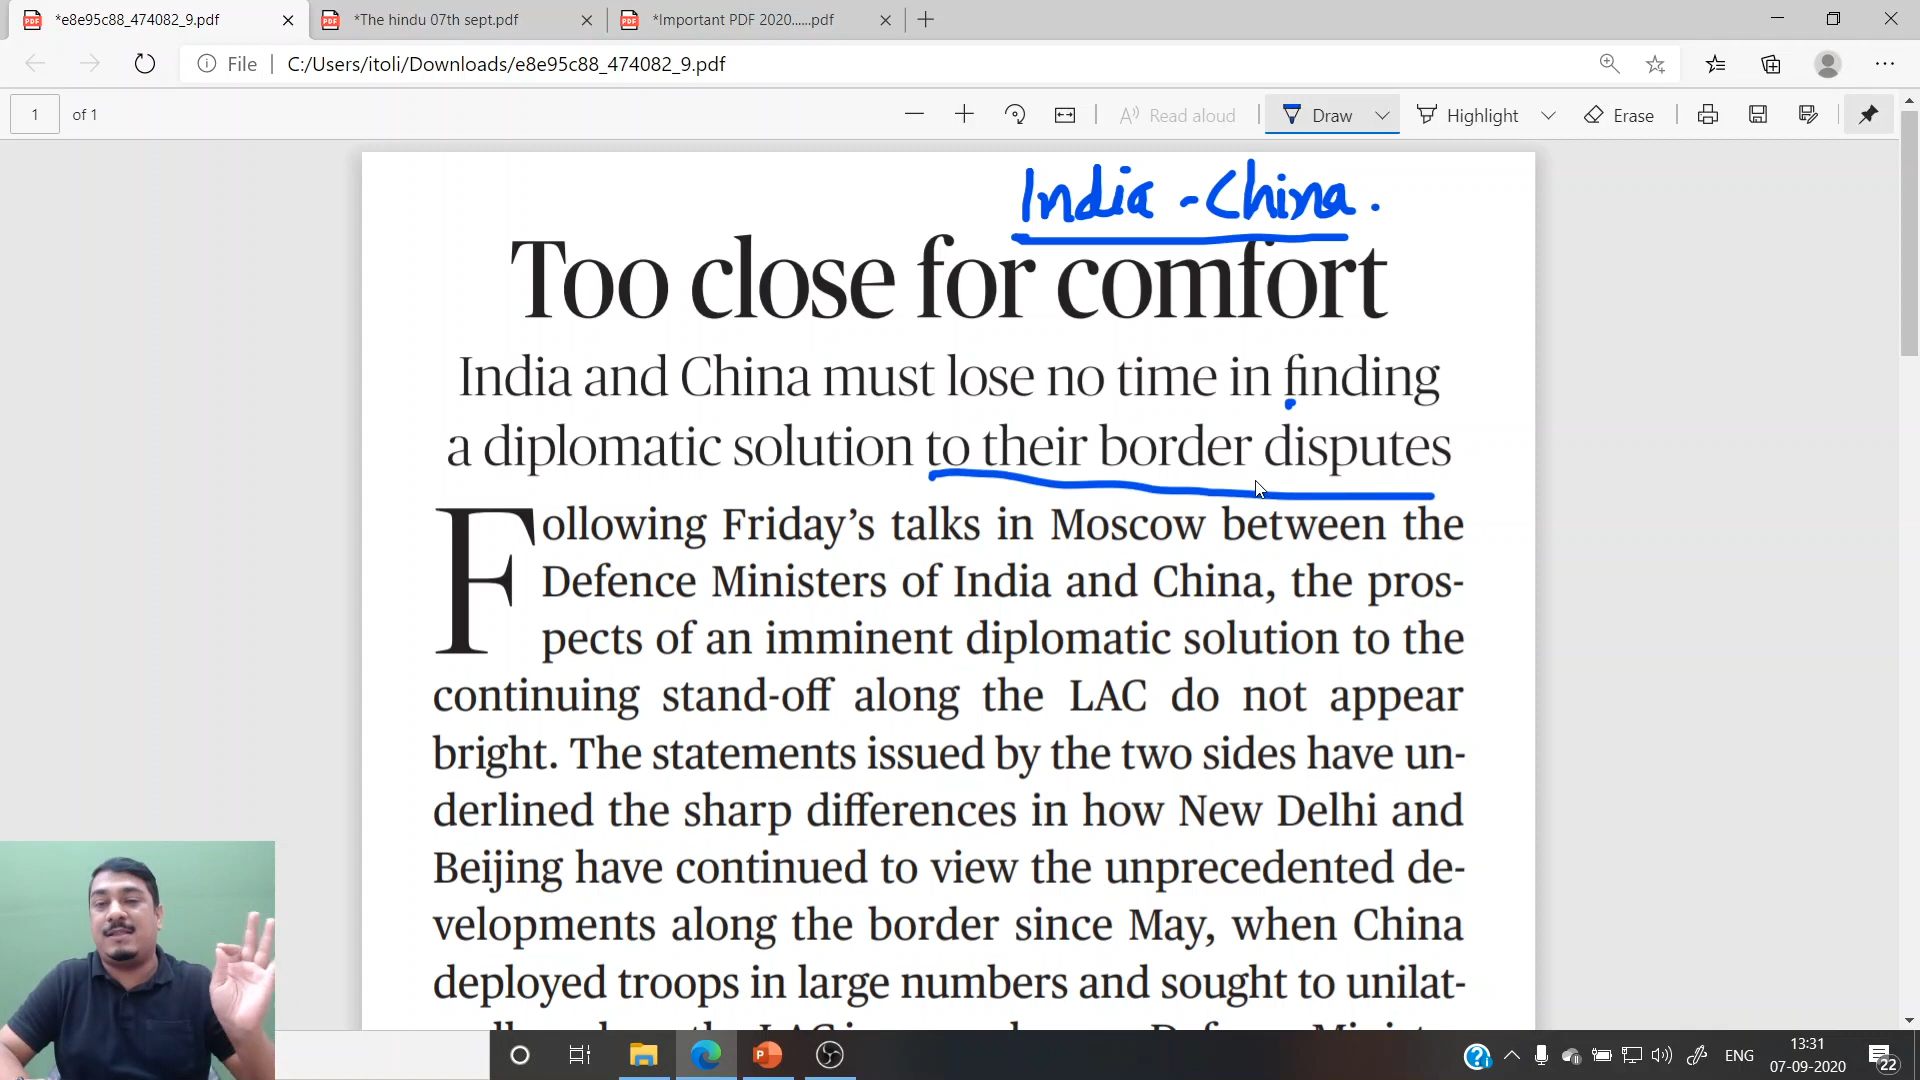 *e8e95c88_474082_9.pdf
*The hindu 07th sept.pdf
*Important PDF 2020......pdf
File
C:/Users/itoli/Downloads/e8e95c88_474082_9.pdf
1 of 1
Read aloud
Draw
Highlight
Erase
India - China.
Too close for comfort
India and China must lose no time in finding
a diplomatic solution to their border disputes
Following Friday's talks in Moscow between the
Defence Ministers of India and China, the pros-
pects of an imminent diplomatic solution to the
continuing stand-off along the LAC do not appear
bright. The statements issued by the two sides have un-
derlined the sharp differences in how New Delhi and
Beijing have continued to view the unprecedented de-
velopments along the border since May, when China
deployed troops in large numbers and sought to unilat-
ENG
13:31
07-09-2020
22